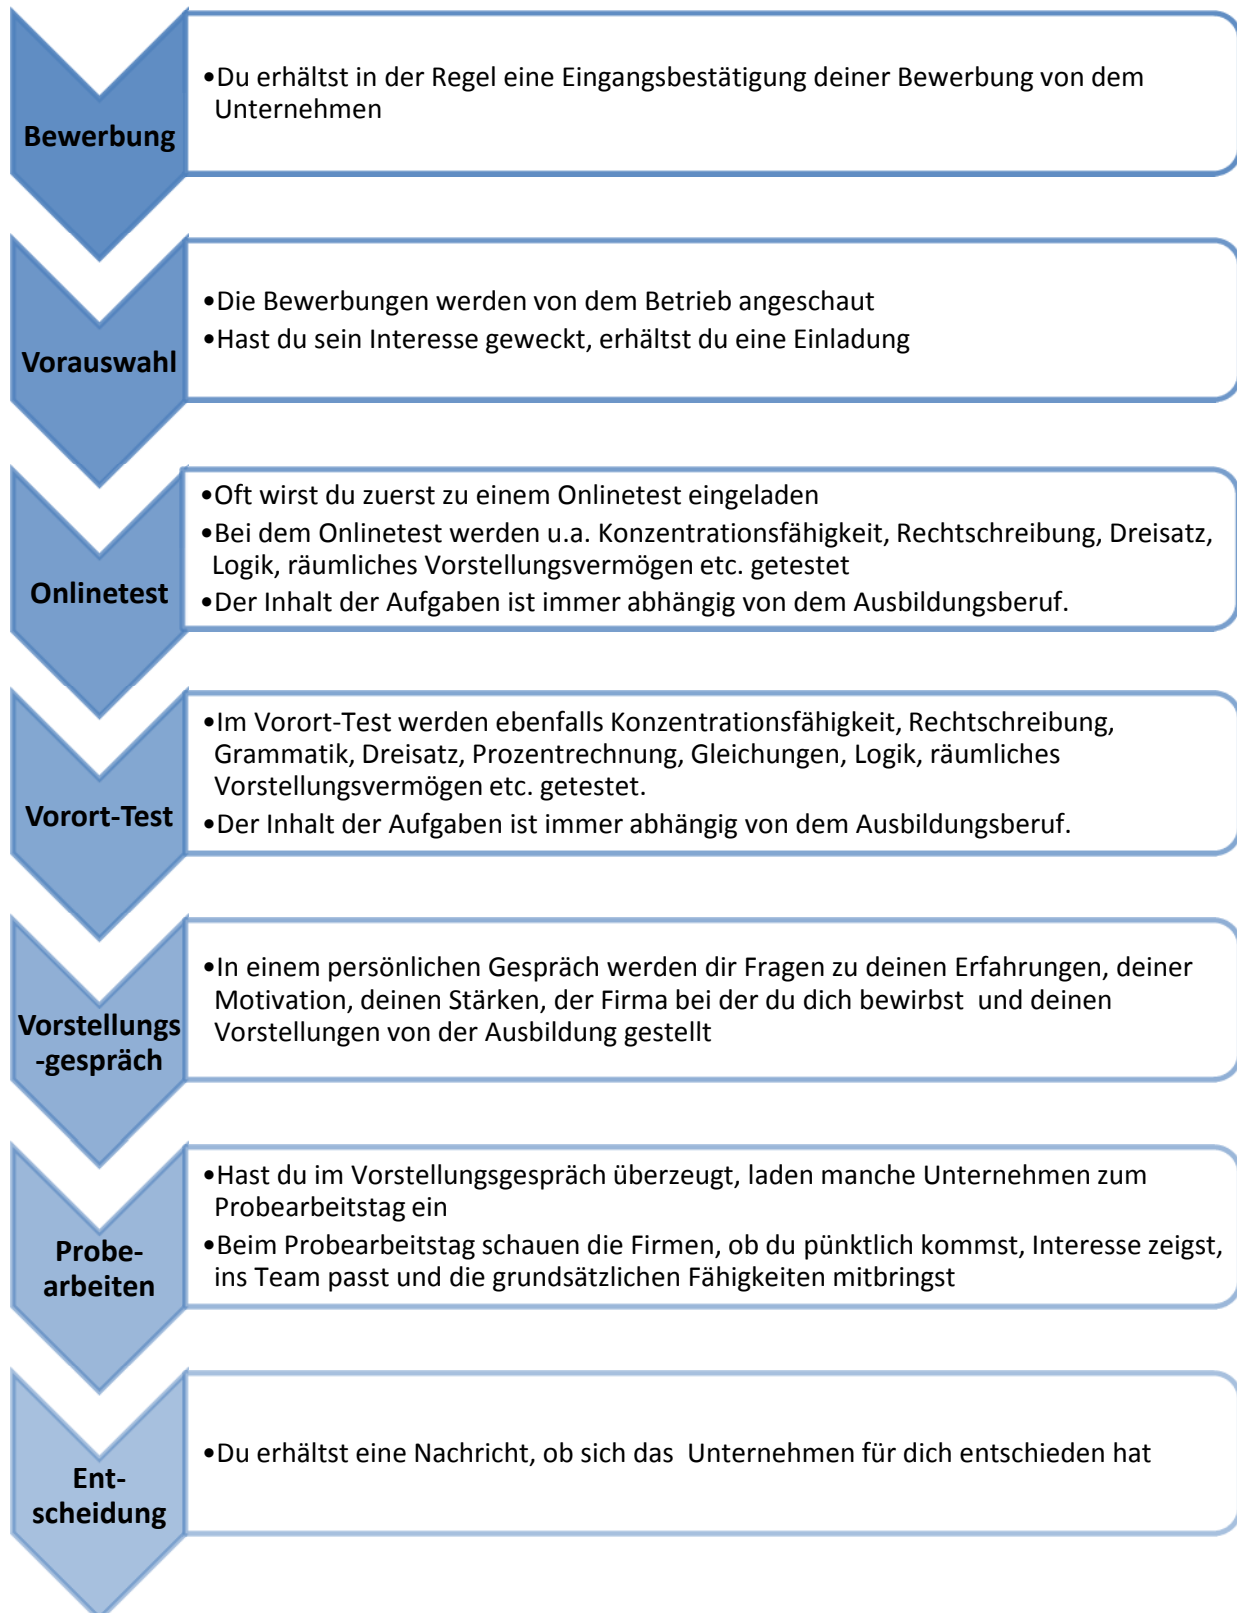 Bewerbung
•Du erhältst in der Regel eine Eingangsbestätigung deiner Bewerbung von dem
Unternehmen
Vorauswahl
•Die Bewerbungen werden von dem Betrieb angeschaut
•Hast du sein Interesse geweckt, erhältst du eine Einladung
Onlinetest
•Oft wirst du zuerst zu einem Onlinetest eingeladen
•Bei dem Onlinetest werden u.a. Konzentrationsfähigkeit, Rechtschreibung, Dreisatz,
Logik, räumliches Vorstellungsvermögen etc. getestet
•Der Inhalt der Aufgaben ist immer abhängig von dem Ausbildungsberuf.
Vorort-Test
•Im Vorort-Test werden ebenfalls Konzentrationsfähigkeit, Rechtschreibung,
Grammatik, Dreisatz, Prozentrechnung, Gleichungen, Logik, räumliches
Vorstellungsvermögen etc. getestet.
•Der Inhalt der Aufgaben ist immer abhängig von dem Ausbildungsberuf.
Vorstellungs
-gespräch
•In einem persönlichen Gespräch werden dir Fragen zu deinen Erfahrungen, deiner
Motivation, deinen Stärken, der Firma bei der du dich bewirbst  und deinen
Vorstellungen von der Ausbildung gestellt
Probe-
arbeiten
•Hast du im Vorstellungsgespräch überzeugt, laden manche Unternehmen zum
Probearbeitstag ein
•Beim Probearbeitstag schauen die Firmen, ob du pünktlich kommst, Interesse zeigst,
ins Team passt und die grundsätzlichen Fähigkeiten mitbringst
Ent-
scheidung
•Du erhältst eine Nachricht, ob sich das  Unternehmen für dich entschieden hat